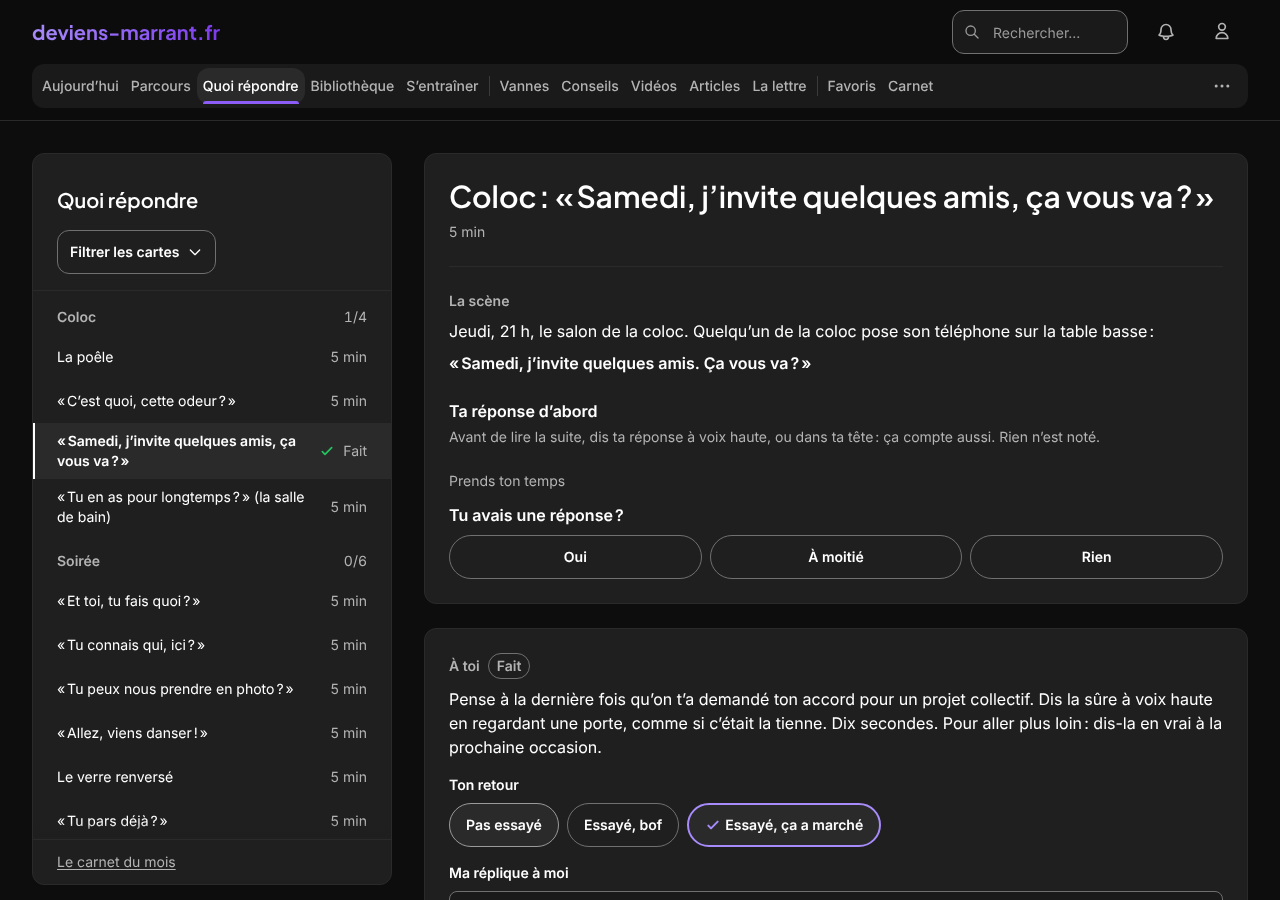 deviens-marrant.fr
Rechercher…
Aujourd’hui Parcours Quoi répondre Bibliothèque S’entraîner Vannes Conseils Vidéos Articles La lettre Favoris Carnet
Quoi répondre
Filtrer les cartes
Coloc 1/4
La poêle 5 min
« C’est quoi, cette odeur ? » 5 min
« Samedi, j’invite quelques amis, ça
vous va ? » Fait
« Tu en as pour longtemps ? » (la salle
de bain) 5 min
Soirée 0/6
« Et toi, tu fais quoi ? » 5 min
« Tu connais qui, ici ? » 5 min
« Tu peux nous prendre en photo ? » 5 min
« Allez, viens danser ! » 5 min
Le verre renversé 5 min
« Tu pars déjà ? » 5 min
Le carnet du mois
Coloc : « Samedi, j’invite quelques amis, ça vous va ? »
5 min
La scène
Jeudi, 21 h, le salon de la coloc. Quelqu’un de la coloc pose son téléphone sur la table basse :
« Samedi, j’invite quelques amis. Ça vous va ? »
Ta réponse d’abord
Avant de lire la suite, dis ta réponse à voix haute, ou dans ta tête : ça compte aussi. Rien n’est noté.
Prends ton temps
Tu avais une réponse ?
Oui À moitié Rien
À toi Fait
Pense à la dernière fois qu’on t’a demandé ton accord pour un projet collectif. Dis la sûre à voix haute
en regardant une porte, comme si c’était la tienne. Dix secondes. Pour aller plus loin : dis-la en vrai à la
prochaine occasion.
Ton retour
Pas essayé Essayé, bof Essayé, ça a marché
Ma réplique à moi